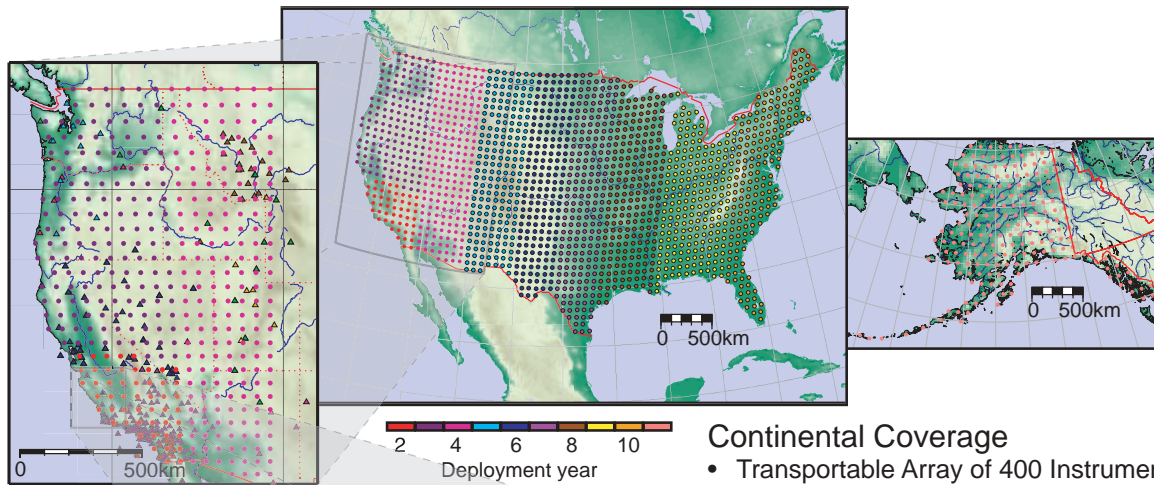 0 500km
0 500km
0 500km
2 4 6 8 10
Deployment year
Continental Coverage
• Transportable Array of 400 Instrumen